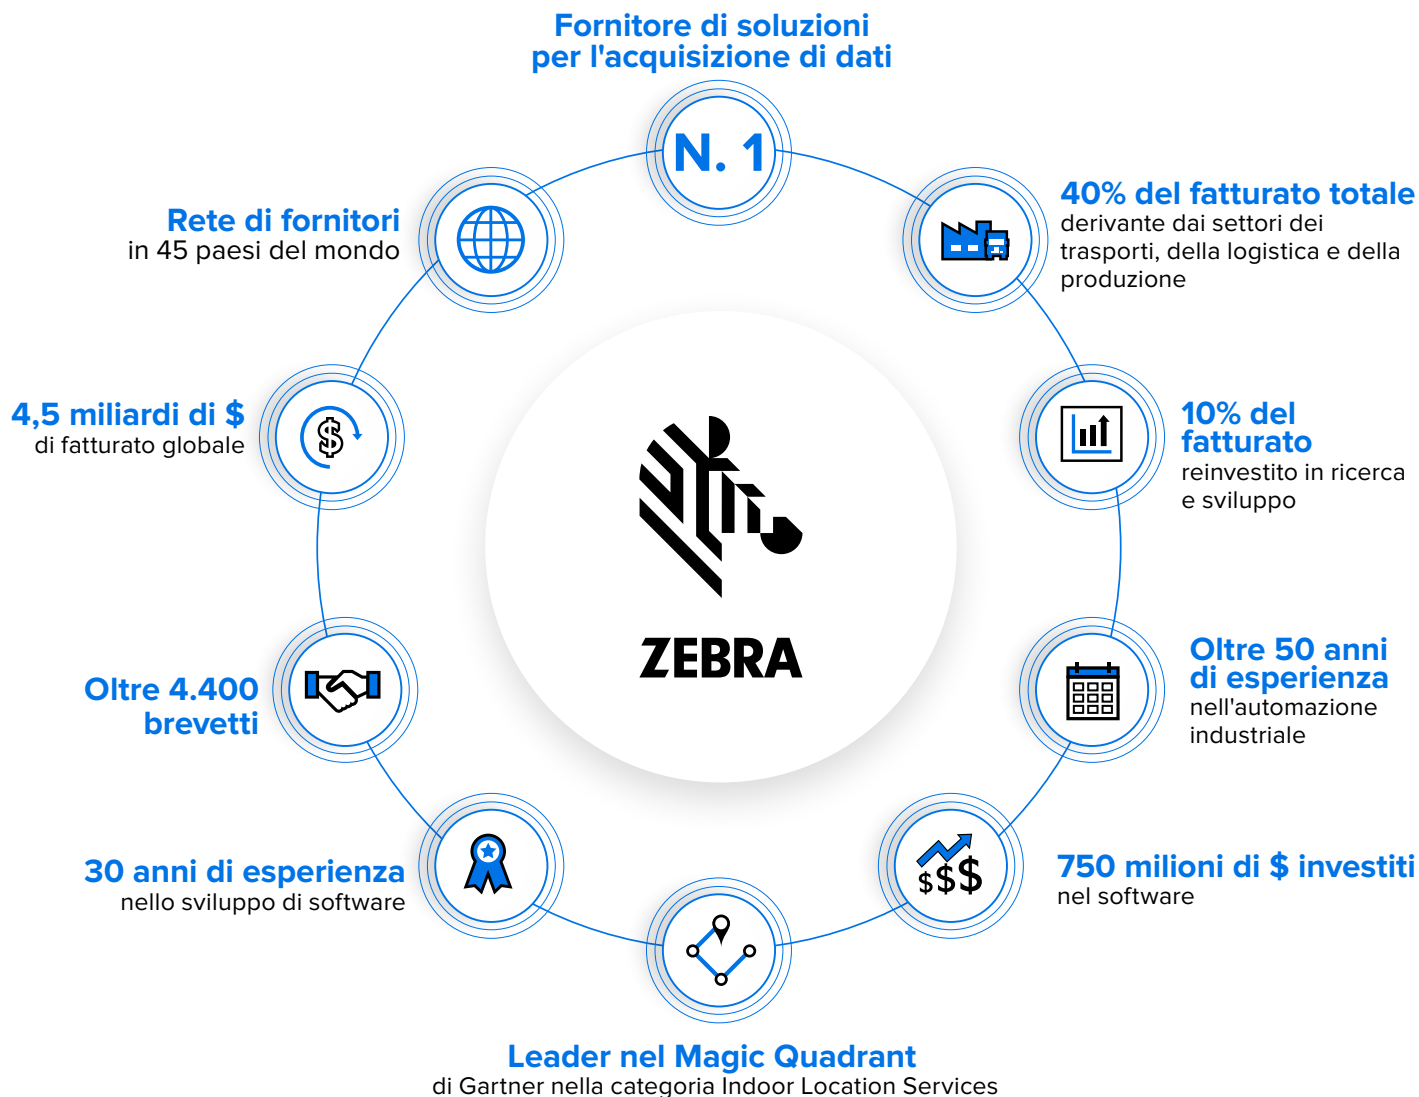 Fornitore di soluzioni
per l'acquisizione di dati
N. 1
40% del fatturato totale
derivante dai settori dei
trasporti, della logistica e della
produzione
10% del
fatturato
reinvestito in ricerca
e sviluppo
Oltre 50 anni
di esperienza
nell'automazione
industriale
750 milioni di $ investiti
nel software
Leader nel Magic Quadrant
di Gartner nella categoria Indoor Location Services
30 anni di esperienza
nello sviluppo di software
Oltre 4.400
brevetti
4,5 miliardi di $
di fatturato globale
Rete di fornitori
in 45 paesi del mondo
ZEBRA
$
$$$